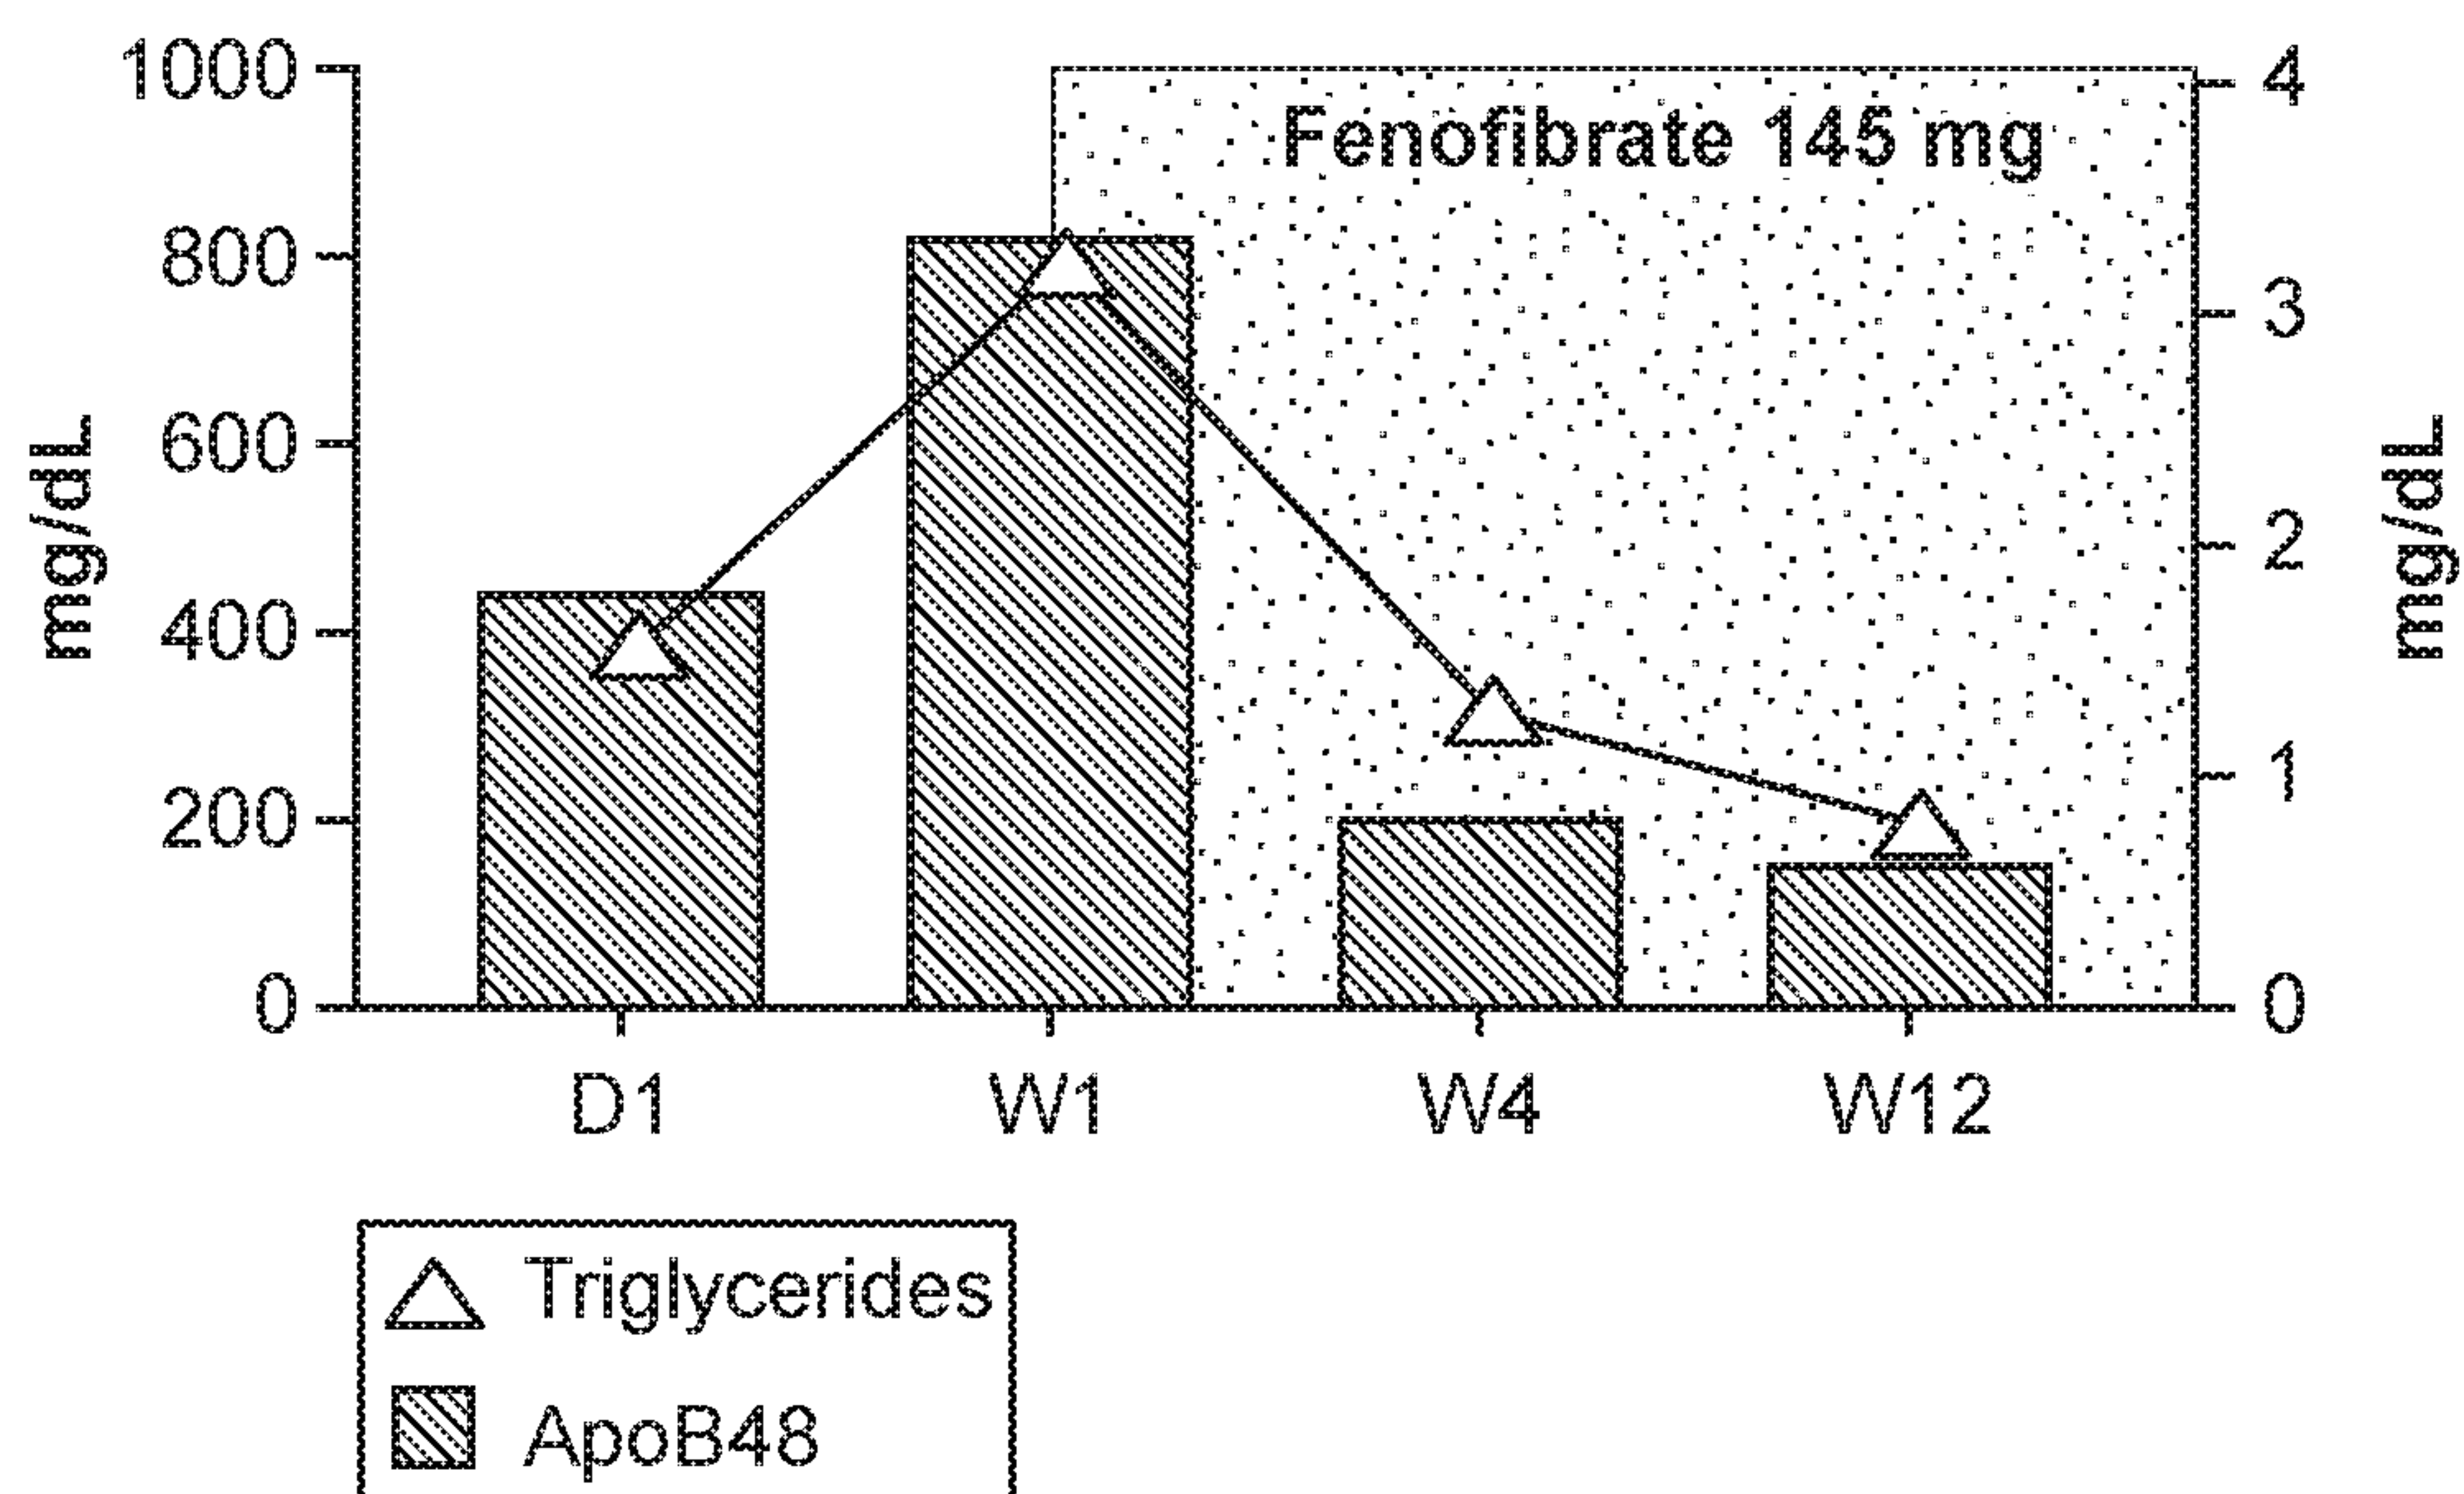 1000
800
600
400
200
0
mg/dL
Fenofibrate 145 mg
4
3
2
1
0
mg/dL
D1 W1 W4 W12
Triglycerides
ApoB48